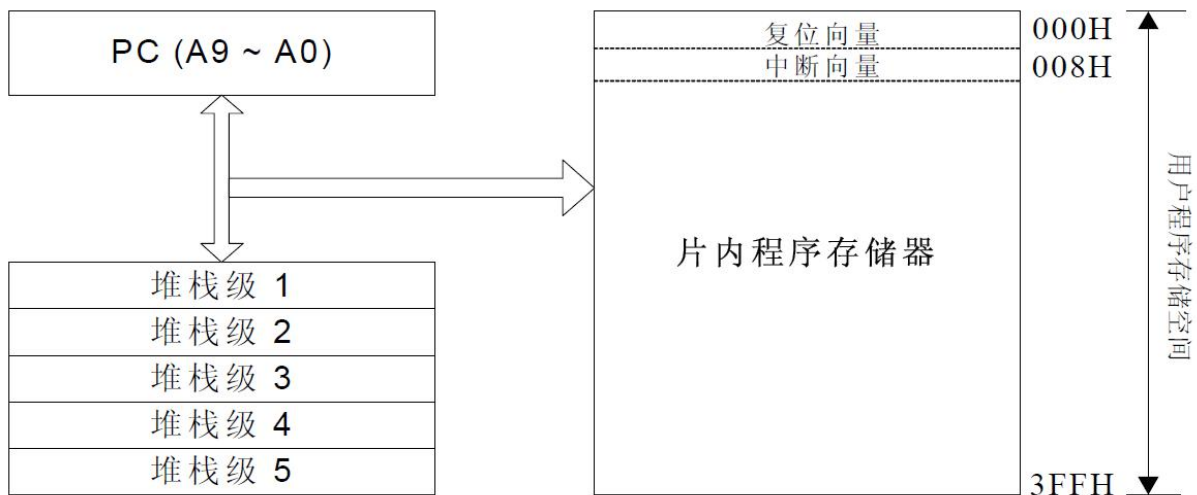 PC (A9 ~ A0)
堆栈级 1
堆栈级 2
堆栈级 3
堆栈级 4
堆栈级 5
复位向量
000H
中断向量
008H
片内程序存储器
3FFH
用户程序存储空间